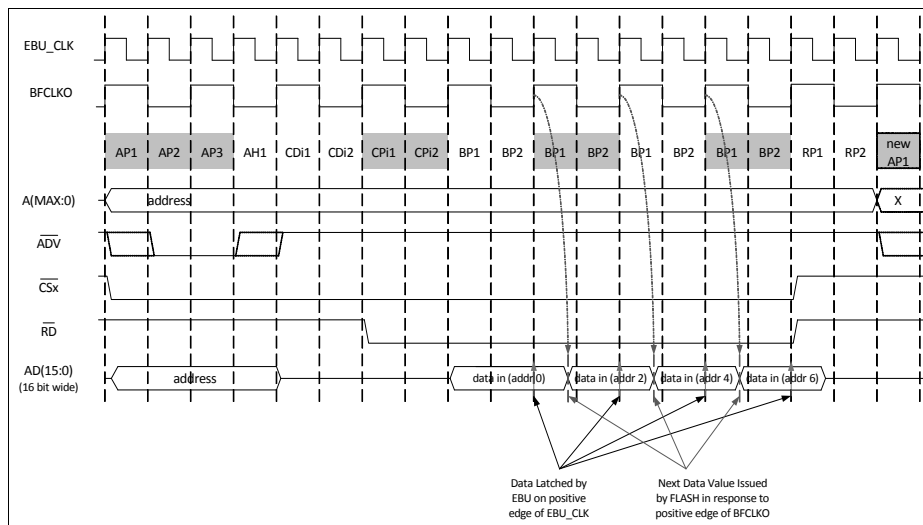 EBU_CLK
BFCLKO
AP1 AP2 AP3 AH1 CDi1 CDi2 CPi1 CPi2 BP1 BP2 BP1 BP2 BP1 BP2 BP1 BP2 RP1 RP2 new AP1
A(MAX:0) address X
ADV
CSx
RD
AD(15:0) address data in (addr 0) data in (addr 2) data in (addr 4) data in (addr 6)
(16 bit wide)
Data Latched by Next Data Value Issued
EBU on positive by FLASH in response to
edge of EBU_CLK positive edge of BFCLKO